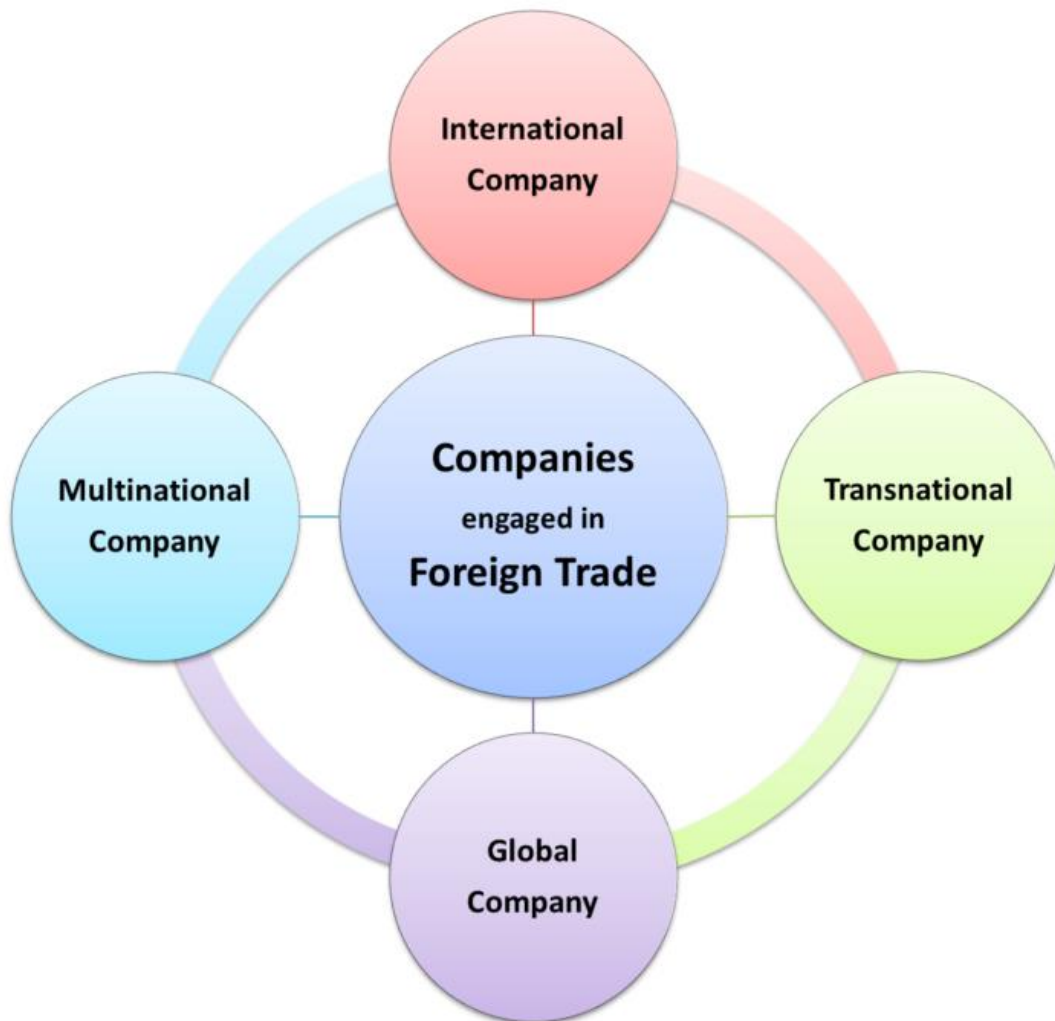 International
Company
Multinational
Company
Companies
engaged in
Foreign Trade
Transnational
Company
Global
Company